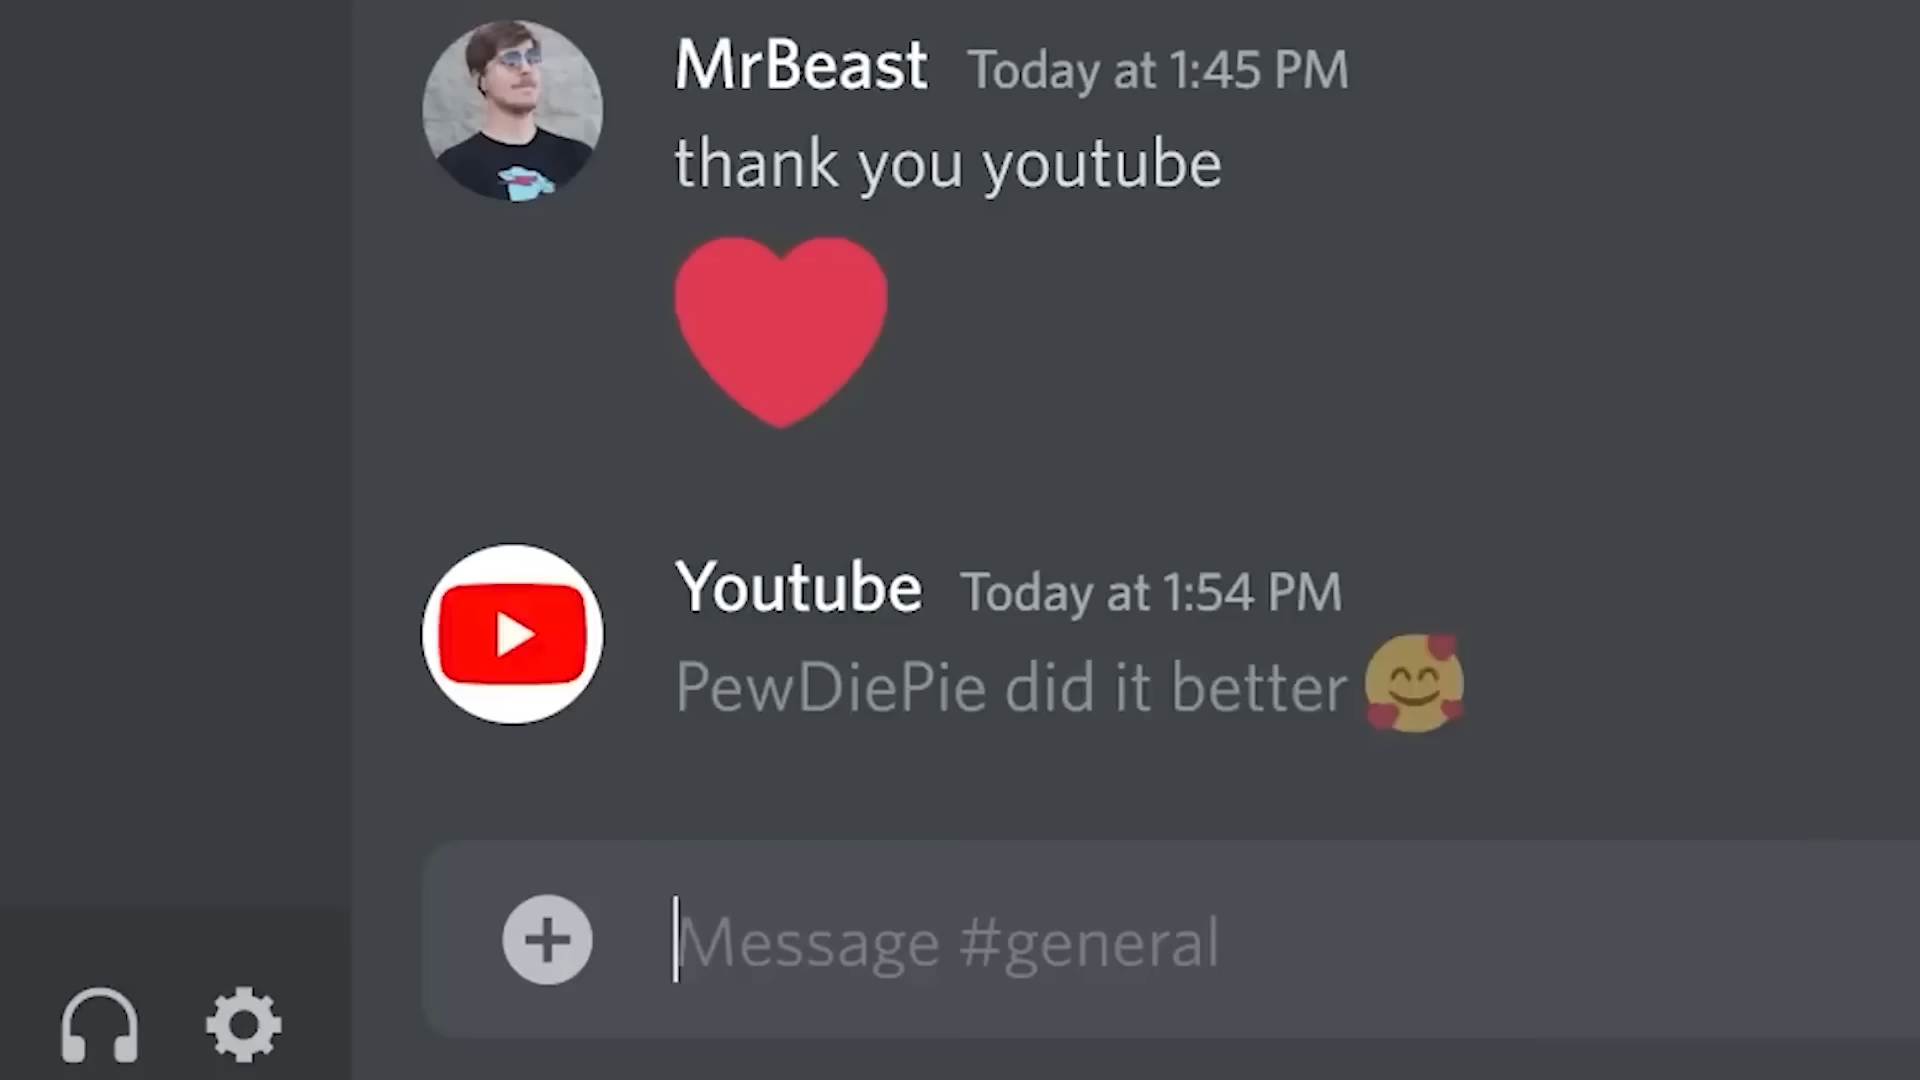 MrBeast Today at 1:45 PM
thank you youtube
Youtube Today at 1:54 PM
PewDiePie did it better
Message #general